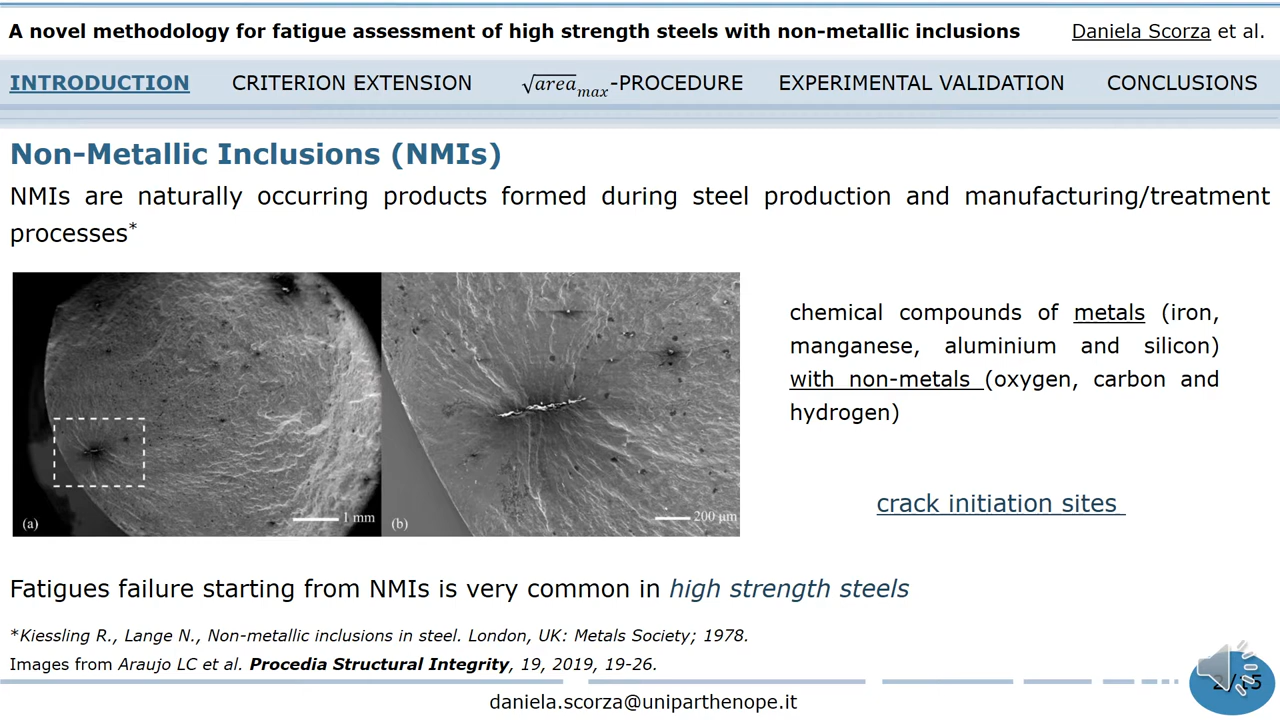 A novel methodology for fatigue assessment of high strength steels with non-metallic inclusions Daniela Scorza et al.
INTRODUCTION CRITERION EXTENSION √area_max-PROCEDURE EXPERIMENTAL VALIDATION CONCLUSIONS
Non-Metallic Inclusions (NMIs)
NMIs are naturally occurring products formed during steel production and manufacturing/treatment
processes*
chemical compounds of metals (iron,
manganese, aluminium and silicon)
with non-metals (oxygen, carbon and
hydrogen)
(a) 1 mm (b) 200 μm
crack initiation sites
Fatigues failure starting from NMIs is very common in high strength steels
*Kiessling R., Lange N., Non-metallic inclusions in steel. London, UK: Metals Society; 1978.
Images from Araujo LC et al. Procedia Structural Integrity, 19, 2019, 19-26.
2/15
daniela.scorza@uniparthenope.it